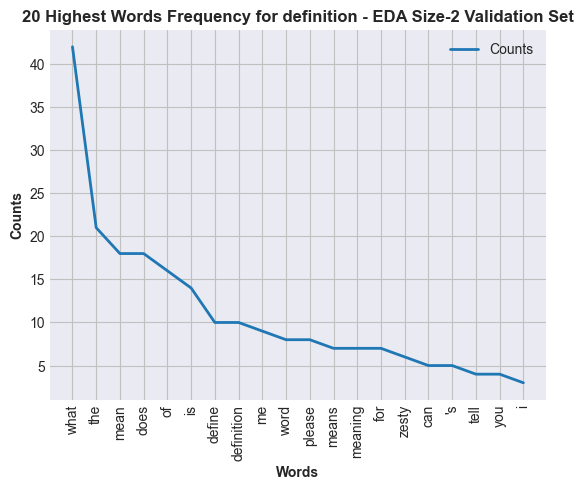 20 Highest Words Frequency for definition - EDA Size-2 Validation Set
Counts
40
35
30
25
20
15
10
5
Counts
what
the
mean
does
of
is
define
definition
me
word
please
means
meaning
for
zesty
can
's
tell
you
i
Words